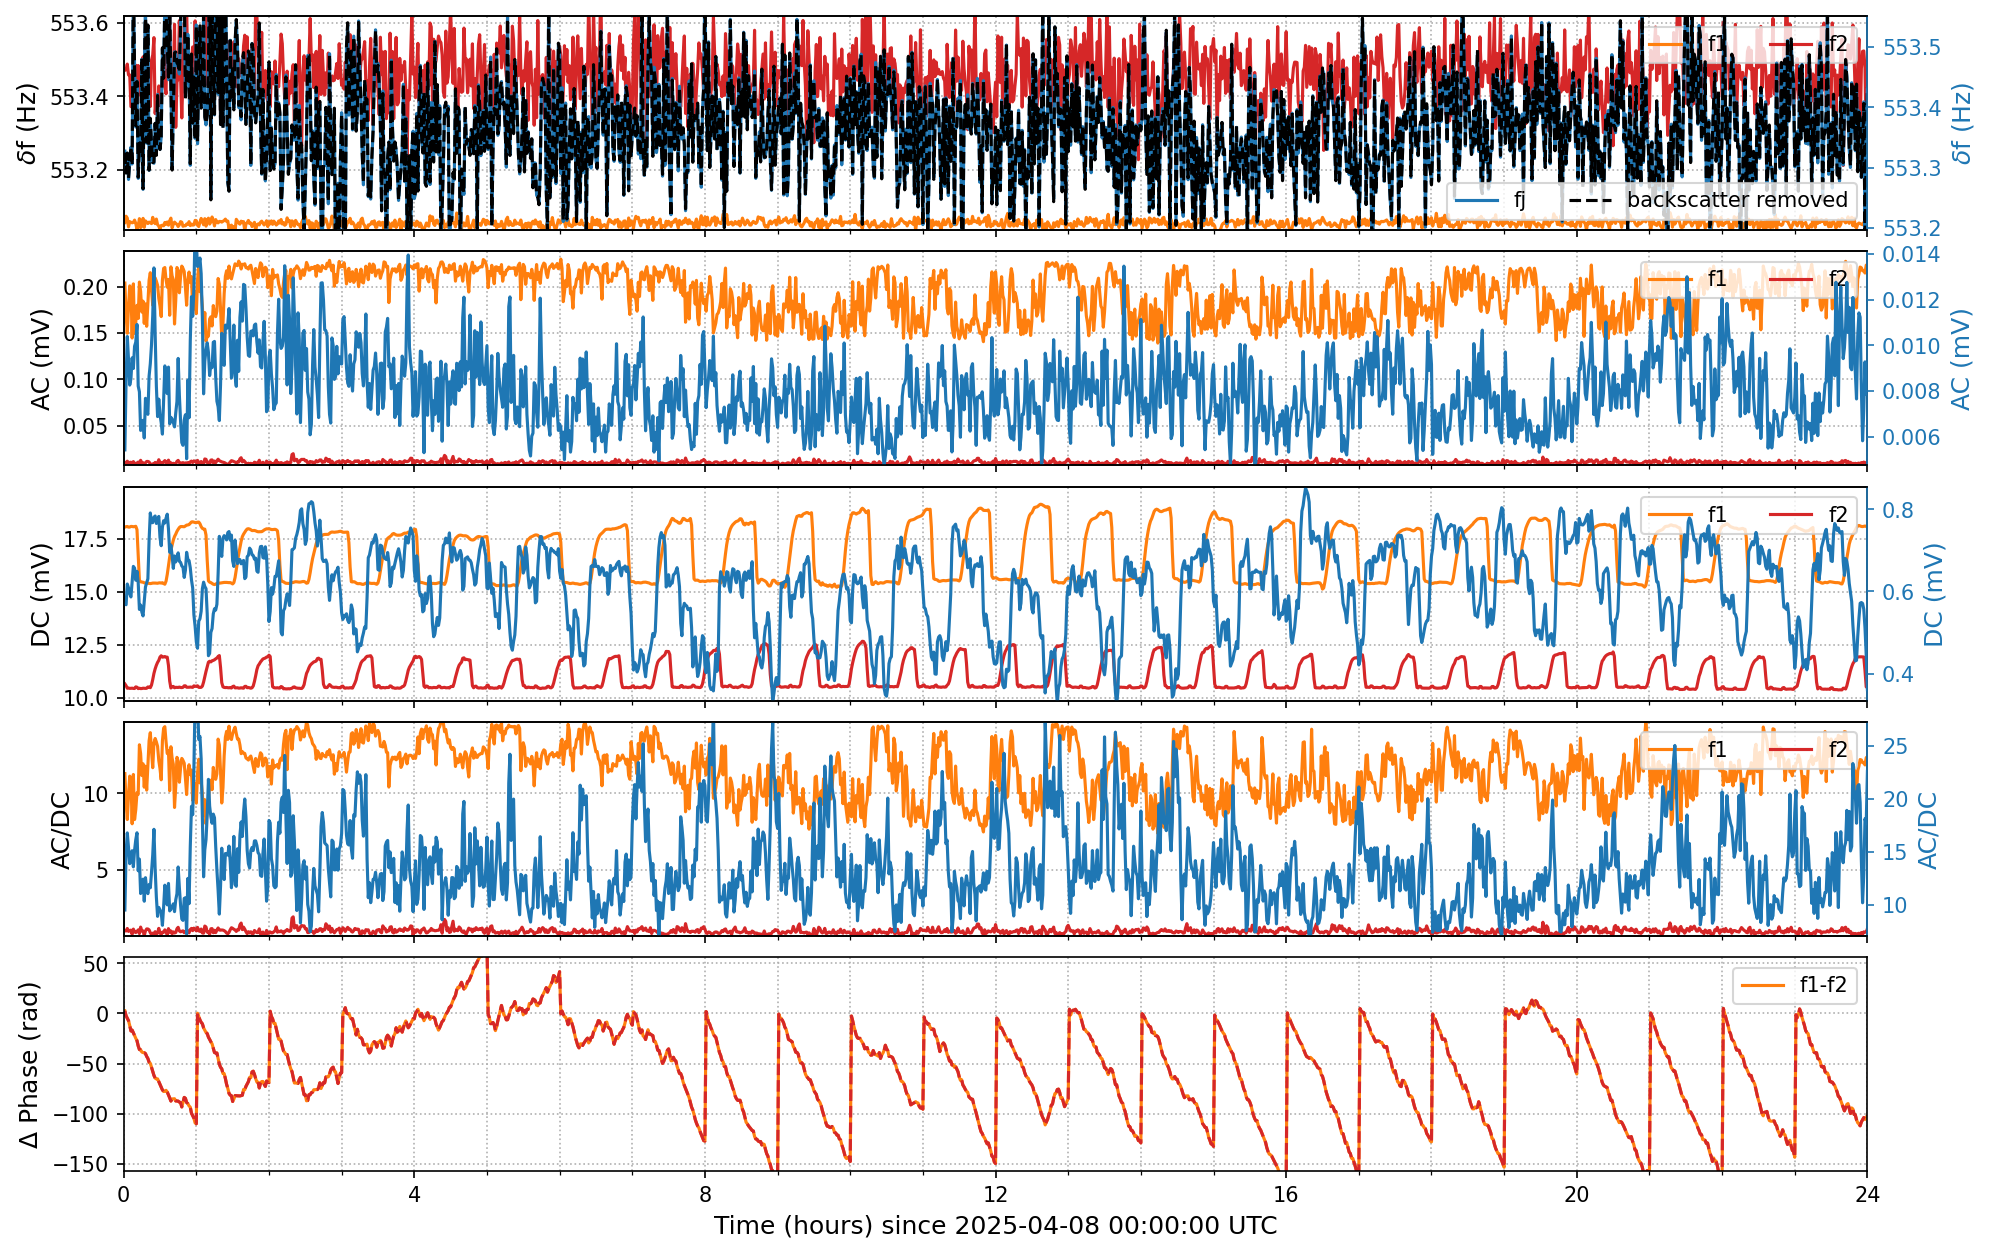 553.6
553.4
553.2
δf (Hz)
f1 f2
fj backscatter removed
553.5
553.4
553.3
553.2
δf (Hz)
0.20
0.15
0.10
0.05
AC (mV)
f1 f2
0.014
0.012
0.010
0.008
0.006
AC (mV)
17.5
15.0
12.5
10.0
DC (mV)
f1 f2
0.8
0.6
0.4
DC (mV)
10
5
AC/DC
f1 f2
25
20
15
10
AC/DC
50
0
−50
−100
−150
Δ Phase (rad)
f1-f2
0 4 8 12 16 20 24
Time (hours) since 2025-04-08 00:00:00 UTC